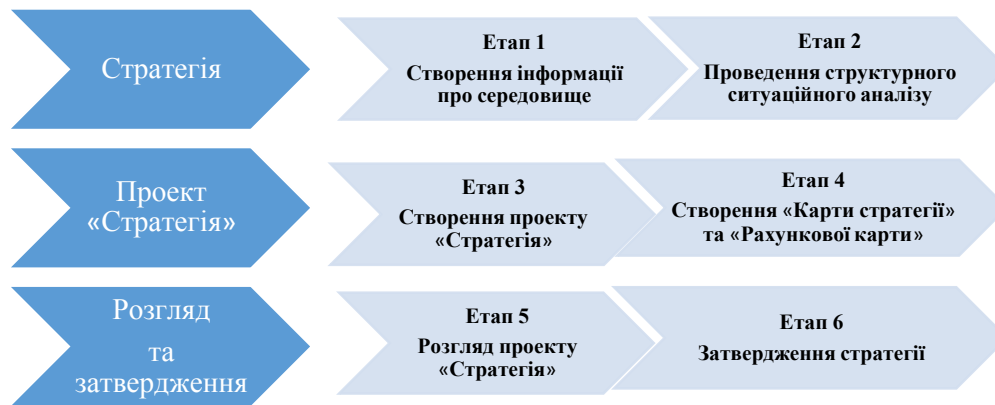 Стратегія
Етап 1
Створення інформації
про середовище
Етап 2
Проведення структурного
ситуаційного аналізу
Проект
«Стратегія»
Етап 3
Створення проекту
«Стратегія»
Етап 4
Створення «Карти стратегії»
та «Рахункової карти»
Розгляд
та
затвердження
Етап 5
Розгляд проекту
«Стратегія»
Етап 6
Затвердження стратегії